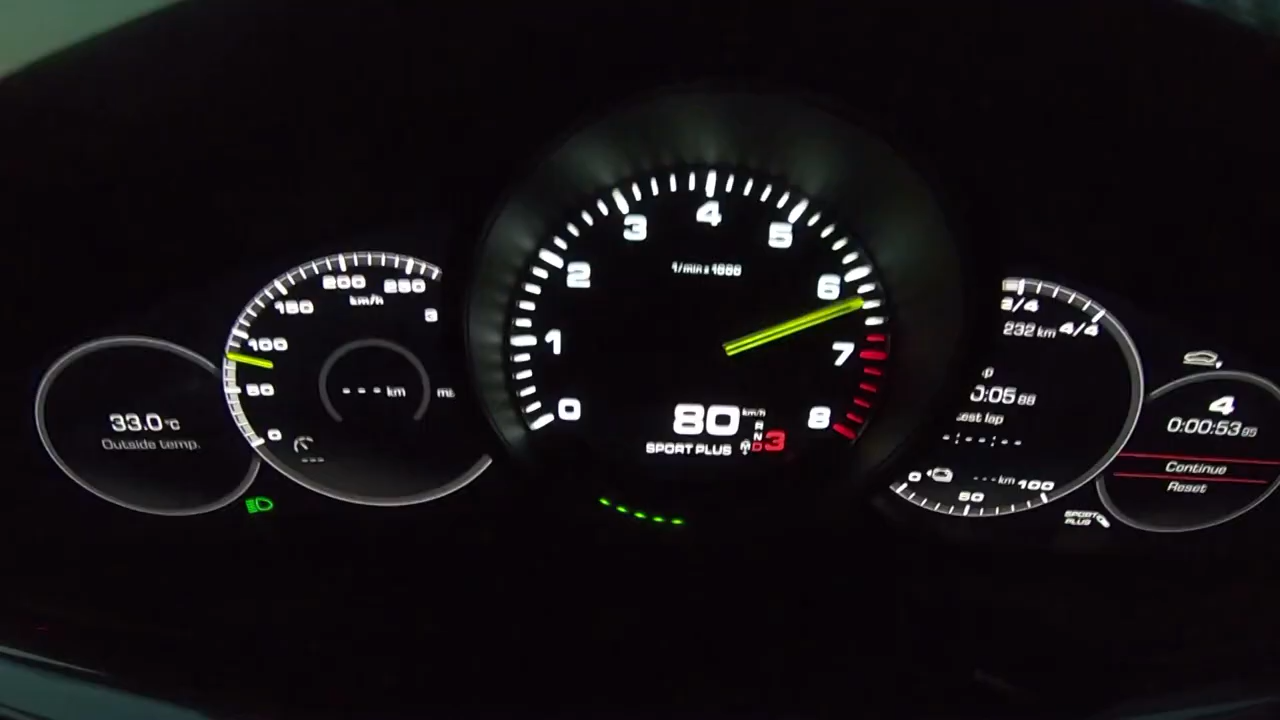 33.0 °C
Outside temp.
0
50
100
150
200
250
km/h
--- km
---
0
1
2
3
4
5
6
7
8
1/min x 1000
80 km/h
SPORT PLUS
R
N
D 3
3/4
4/4
232 km
0:05 88
-:--,--
0
50
100
--- km
SPORT
PLUS
4
0:00:53 95
Continue
Reset